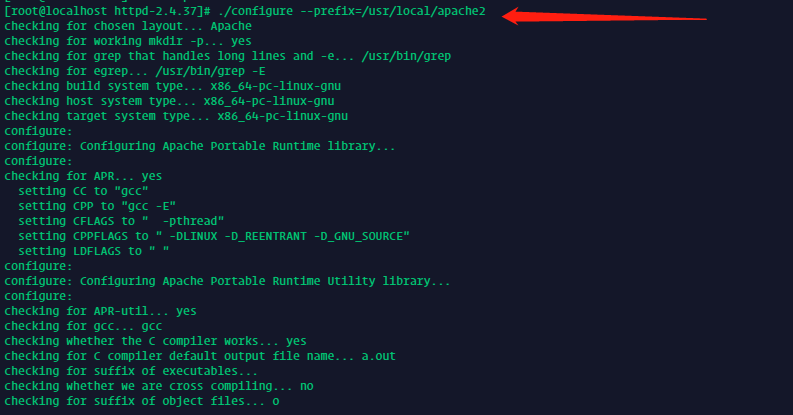 [root@localhost httpd-2.4.37]# ./configure --prefix=/usr/local/apache2
checking for chosen layout... Apache
checking for working mkdir -p... yes
checking for grep that handles long lines and -e... /usr/bin/grep
checking for egrep... /usr/bin/grep -E
checking build system type... x86_64-pc-linux-gnu
checking host system type... x86_64-pc-linux-gnu
checking target system type... x86_64-pc-linux-gnu
configure:
configure: Configuring Apache Portable Runtime library...
configure:
checking for APR... yes
  setting CC to "gcc"
  setting CPP to "gcc -E"
  setting CFLAGS to "  -pthread"
  setting CPPFLAGS to " -DLINUX -D_REENTRANT -D_GNU_SOURCE"
  setting LDFLAGS to " "
configure:
configure: Configuring Apache Portable Runtime Utility library...
configure:
checking for APR-util... yes
checking for gcc... gcc
checking whether the C compiler works... yes
checking for C compiler default output file name... a.out
checking for suffix of executables...
checking whether we are cross compiling... no
checking for suffix of object files... o